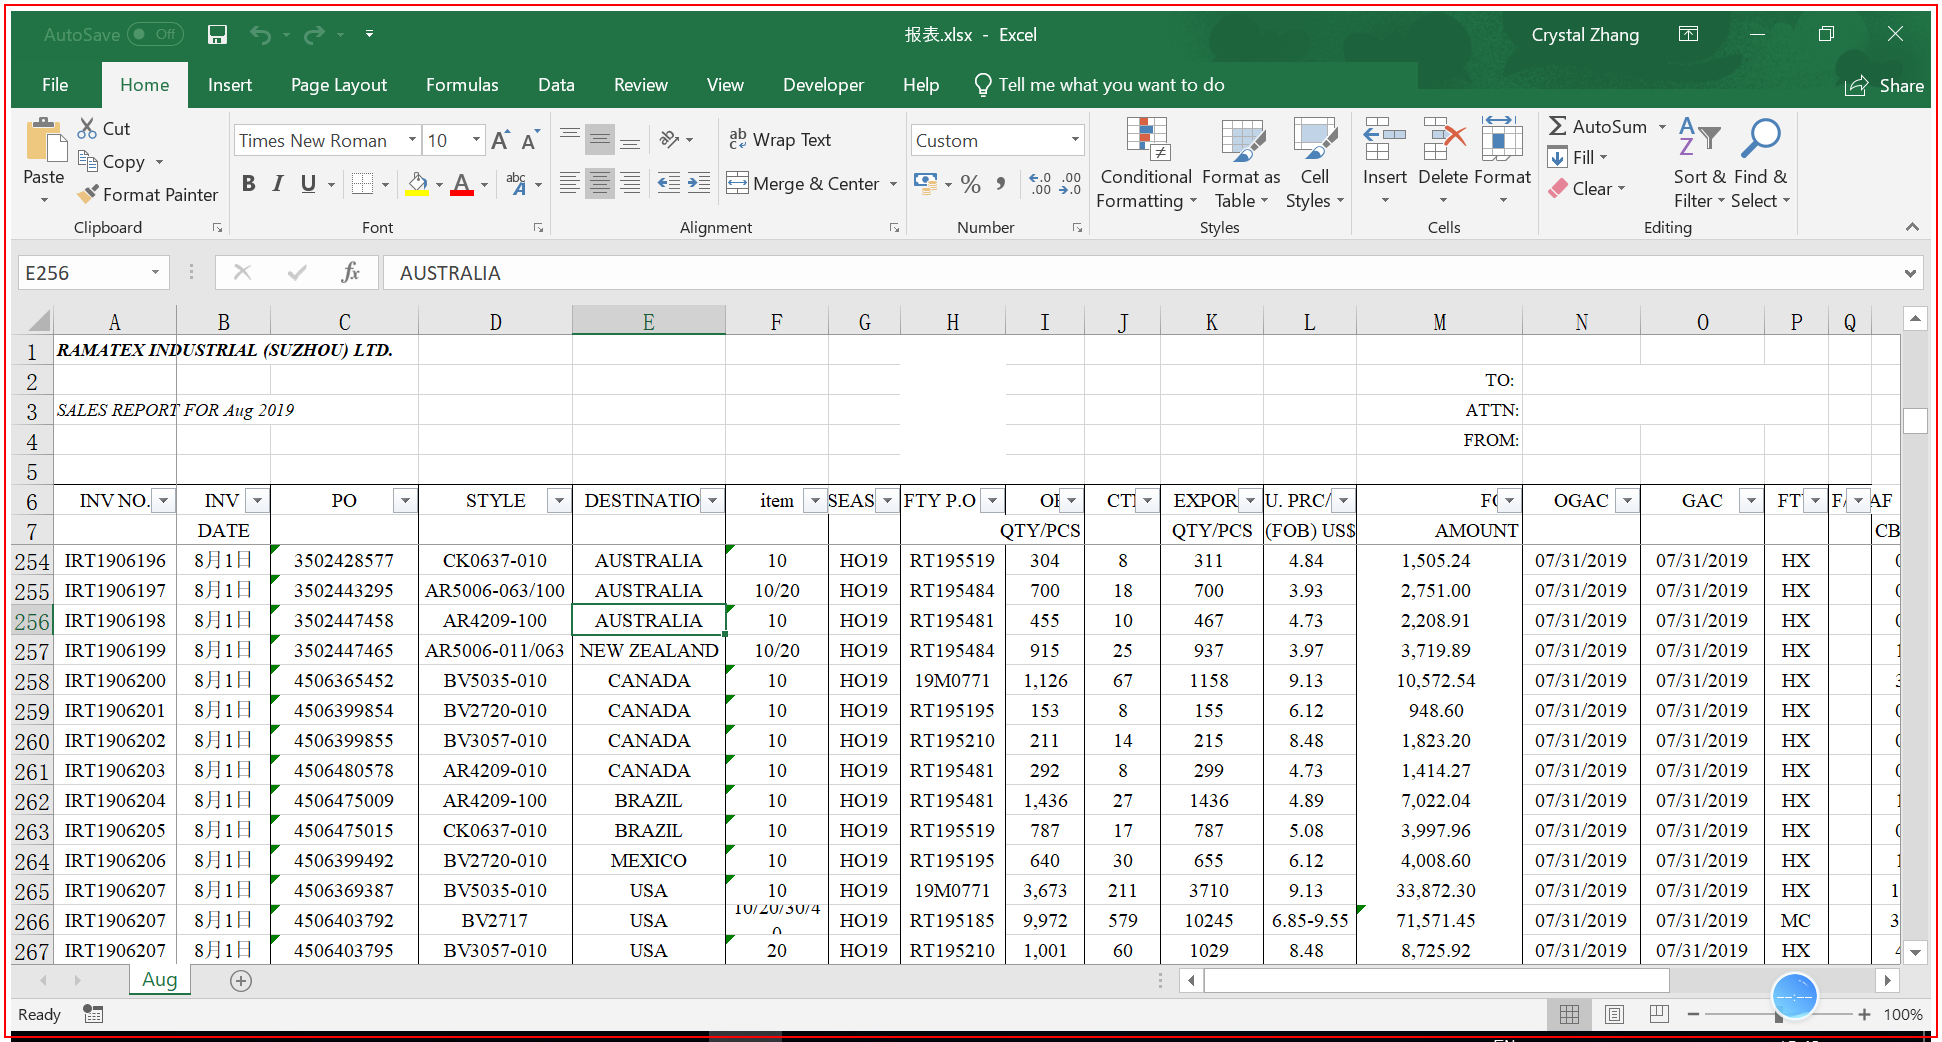 AutoSave Off 报表.xlsx - Excel Crystal Zhang
File Home Insert Page Layout Formulas Data Review View Developer Help Tell me what you want to do Share
Paste Cut Copy Format Painter Clipboard
Times New Roman 10 B I U Font
Wrap Text Merge & Center Alignment
Custom % Number
Conditional Formatting Format as Table Cell Styles Styles
Insert Delete Format Cells
AutoSum Fill Clear Sort & Filter Find & Select Editing
E256 fx AUSTRALIA
A B C D E F G H I J K L M N O P Q
1 RAMATEX INDUSTRIAL (SUZHOU) LTD.
2 TO:
3 SALES REPORT FOR Aug 2019 ATTN:
4 FROM:
5
6 INV NO. INV PO STYLE DESTINATIO item SEAS FTY P.O EXPOR U. PRC/ OGAC GAC
7 DATE QTY/PCS QTY/PCS (FOB) US$ AMOUNT CB
254 IRT1906196 8月1日 3502428577 CK0637-010 AUSTRALIA 10 HO19 RT195519 304 8 311 4.84 1,505.24 07/31/2019 07/31/2019 HX
255 IRT1906197 8月1日 3502443295 AR5006-063/100 AUSTRALIA 10/20 HO19 RT195484 700 18 700 3.93 2,751.00 07/31/2019 07/31/2019 HX
256 IRT1906198 8月1日 3502447458 AR4209-100 AUSTRALIA 10 HO19 RT195481 455 10 467 4.73 2,208.91 07/31/2019 07/31/2019 HX
257 IRT1906199 8月1日 3502447465 AR5006-011/063 NEW ZEALAND 10/20 HO19 RT195484 915 25 937 3.97 3,719.89 07/31/2019 07/31/2019 HX
258 IRT1906200 8月1日 4506365452 BV5035-010 CANADA 10 HO19 19M0771 1,126 67 1158 9.13 10,572.54 07/31/2019 07/31/2019 HX
259 IRT1906201 8月1日 4506399854 BV2720-010 CANADA 10 HO19 RT195195 153 8 155 6.12 948.60 07/31/2019 07/31/2019 HX
260 IRT1906202 8月1日 4506399855 BV3057-010 CANADA 10 HO19 RT195210 211 14 215 8.48 1,823.20 07/31/2019 07/31/2019 HX
261 IRT1906203 8月1日 4506480578 AR4209-010 CANADA 10 HO19 RT195481 292 8 299 4.73 1,414.27 07/31/2019 07/31/2019 HX
262 IRT1906204 8月1日 4506475009 AR4209-100 BRAZIL 10 HO19 RT195481 1,436 27 1436 4.89 7,022.04 07/31/2019 07/31/2019 HX
263 IRT1906205 8月1日 4506475015 CK0637-010 BRAZIL 10 HO19 RT195519 787 17 787 5.08 3,997.96 07/31/2019 07/31/2019 HX
264 IRT1906206 8月1日 4506399492 BV2720-010 MEXICO 10 HO19 RT195195 640 30 655 6.12 4,008.60 07/31/2019 07/31/2019 HX
265 IRT1906207 8月1日 4506369387 BV5035-010 USA 10 HO19 19M0771 3,673 211 3710 9.13 33,872.30 07/31/2019 07/31/2019 HX
266 IRT1906207 8月1日 4506403792 BV2717 USA 10/20/30/4 HO19 RT195185 9,972 579 10245 6.85-9.55 71,571.45 07/31/2019 07/31/2019 MC
267 IRT1906207 8月1日 4506403795 BV3057-010 USA 20 HO19 RT195210 1,001 60 1029 8.48 8,725.92 07/31/2019 07/31/2019 HX
Aug
Ready 100%